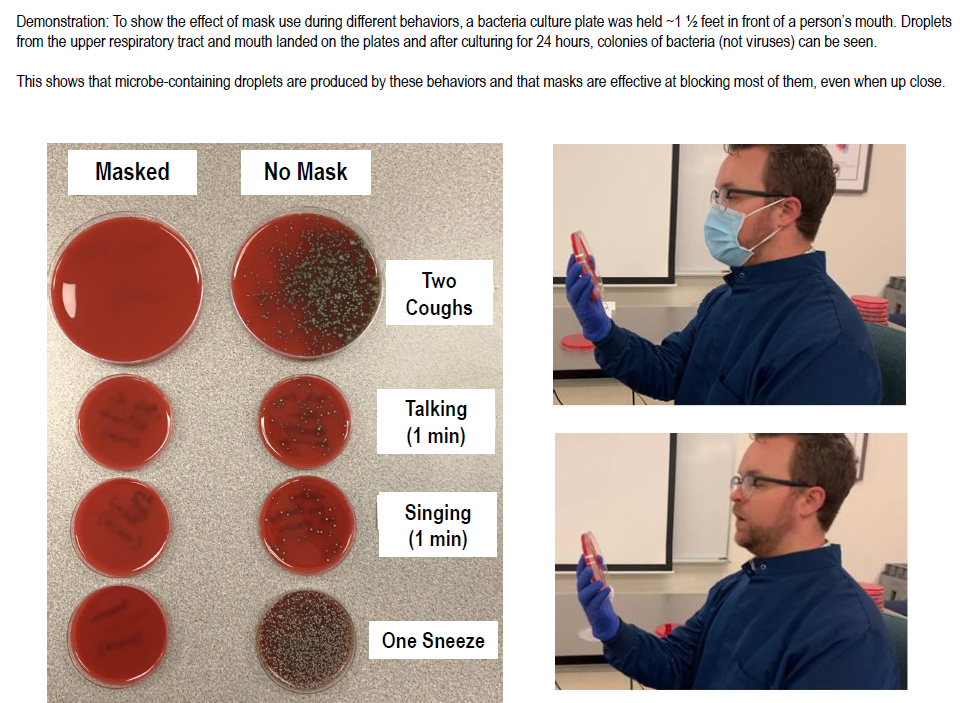 Demonstration: To show the effect of mask use during different behaviors, a bacteria culture plate was held ~1 ½ feet in front of a person’s mouth. Droplets
from the upper respiratory tract and mouth landed on the plates and after culturing for 24 hours, colonies of bacteria (not viruses) can be seen.
This shows that microbe-containing droplets are produced by these behaviors and that masks are effective at blocking most of them, even when up close.
Masked
No Mask
Two
Coughs
Talking
(1 min)
Singing
(1 min)
One Sneeze